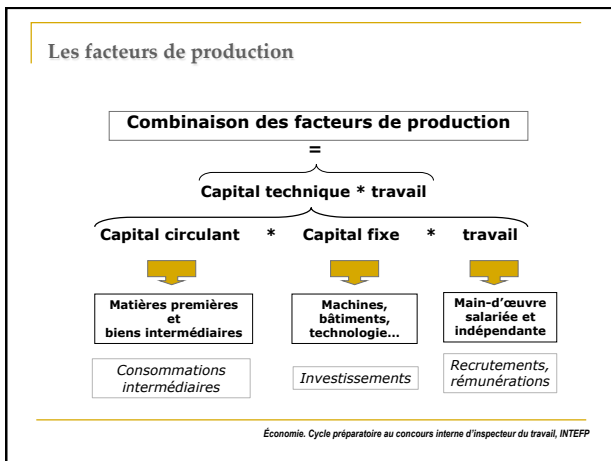 Les facteurs de production
Combinaison des facteurs de production
=
Capital technique * travail
Capital circulant * Capital fixe * travail
Matières premières
et
biens intermédiaires
Machines,
bâtiments,
technologie...
Main-d'œuvre
salariée et
indépendante
Consommations
intermédiaires
Investissements
Recrutements,
rémunérations
Économie. Cycle préparatoire au concours interne d'inspecteur du travail, INTEFP